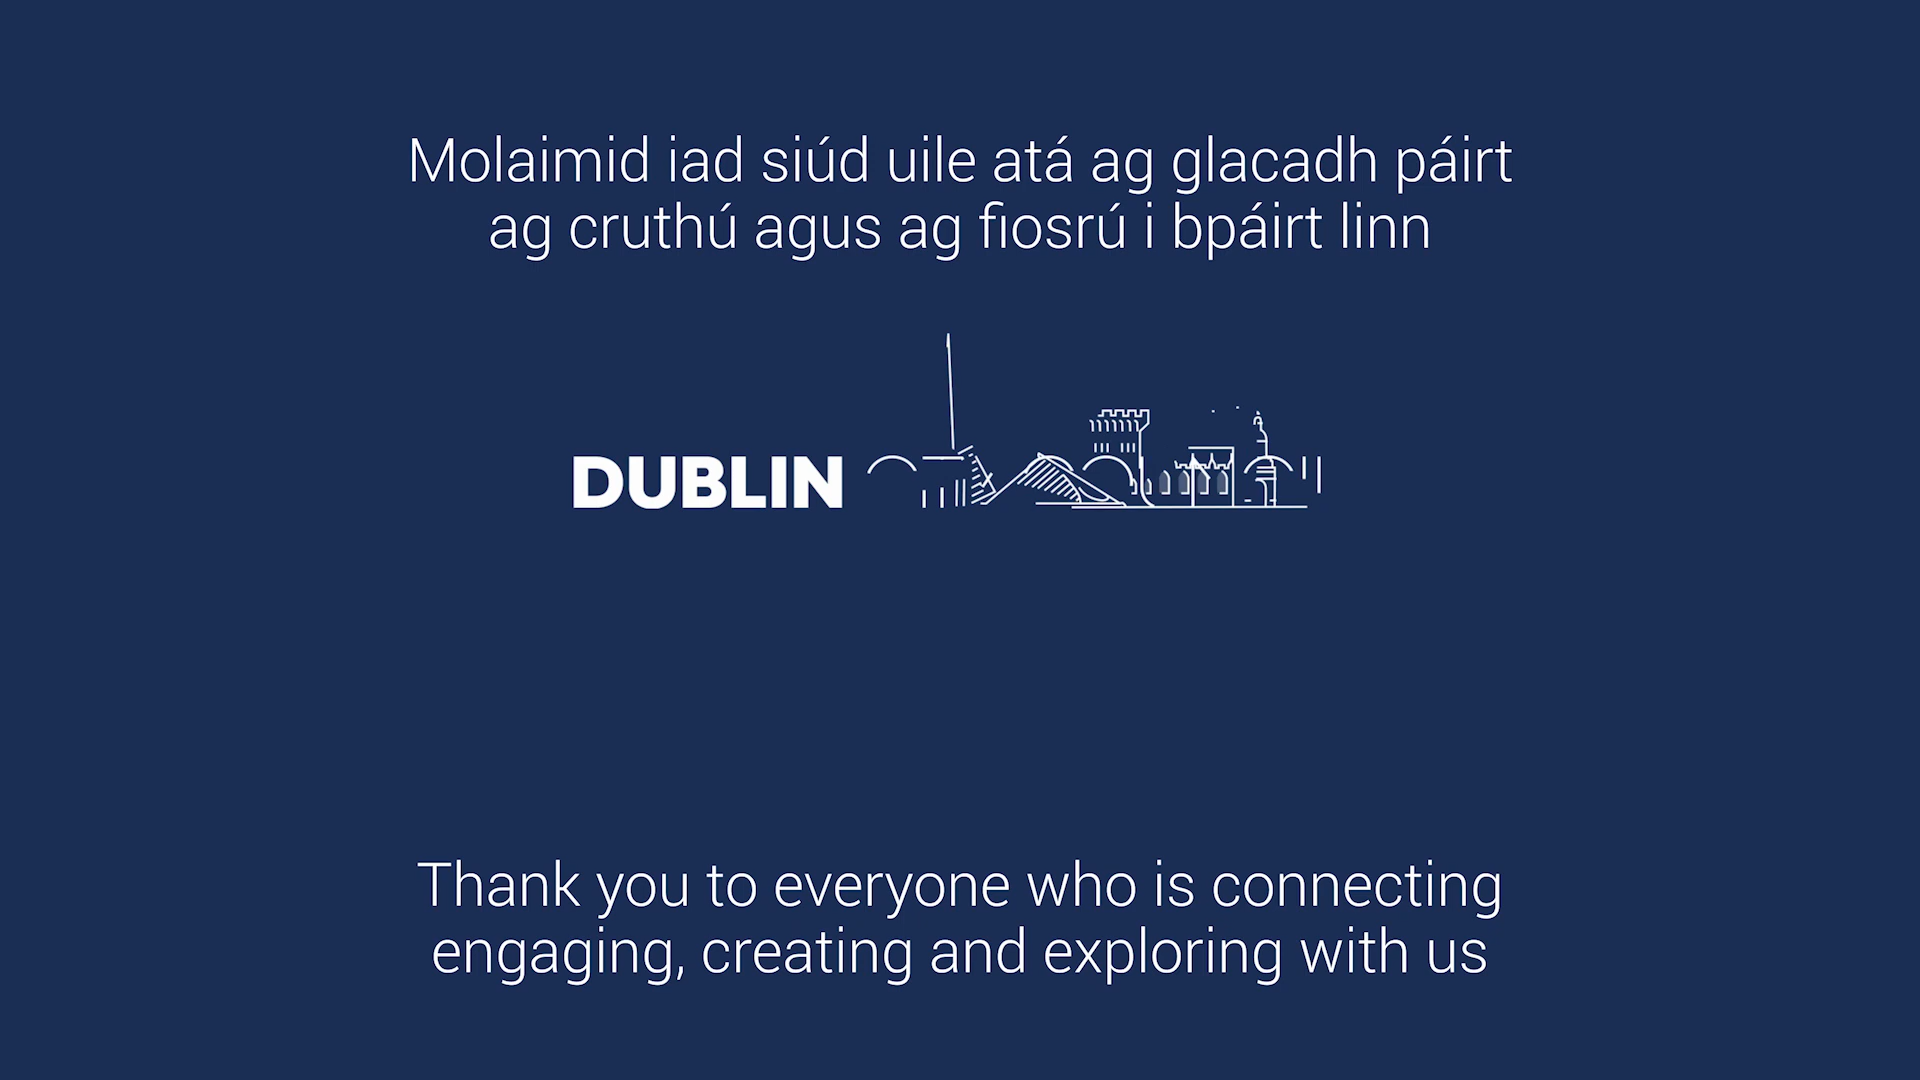 Molaimid iad siúd uile atá ag glacadh páirt
ag cruthú agus ag fiosrú i bpáirt linn
DUBLIN
Thank you to everyone who is connecting
engaging, creating and exploring with us